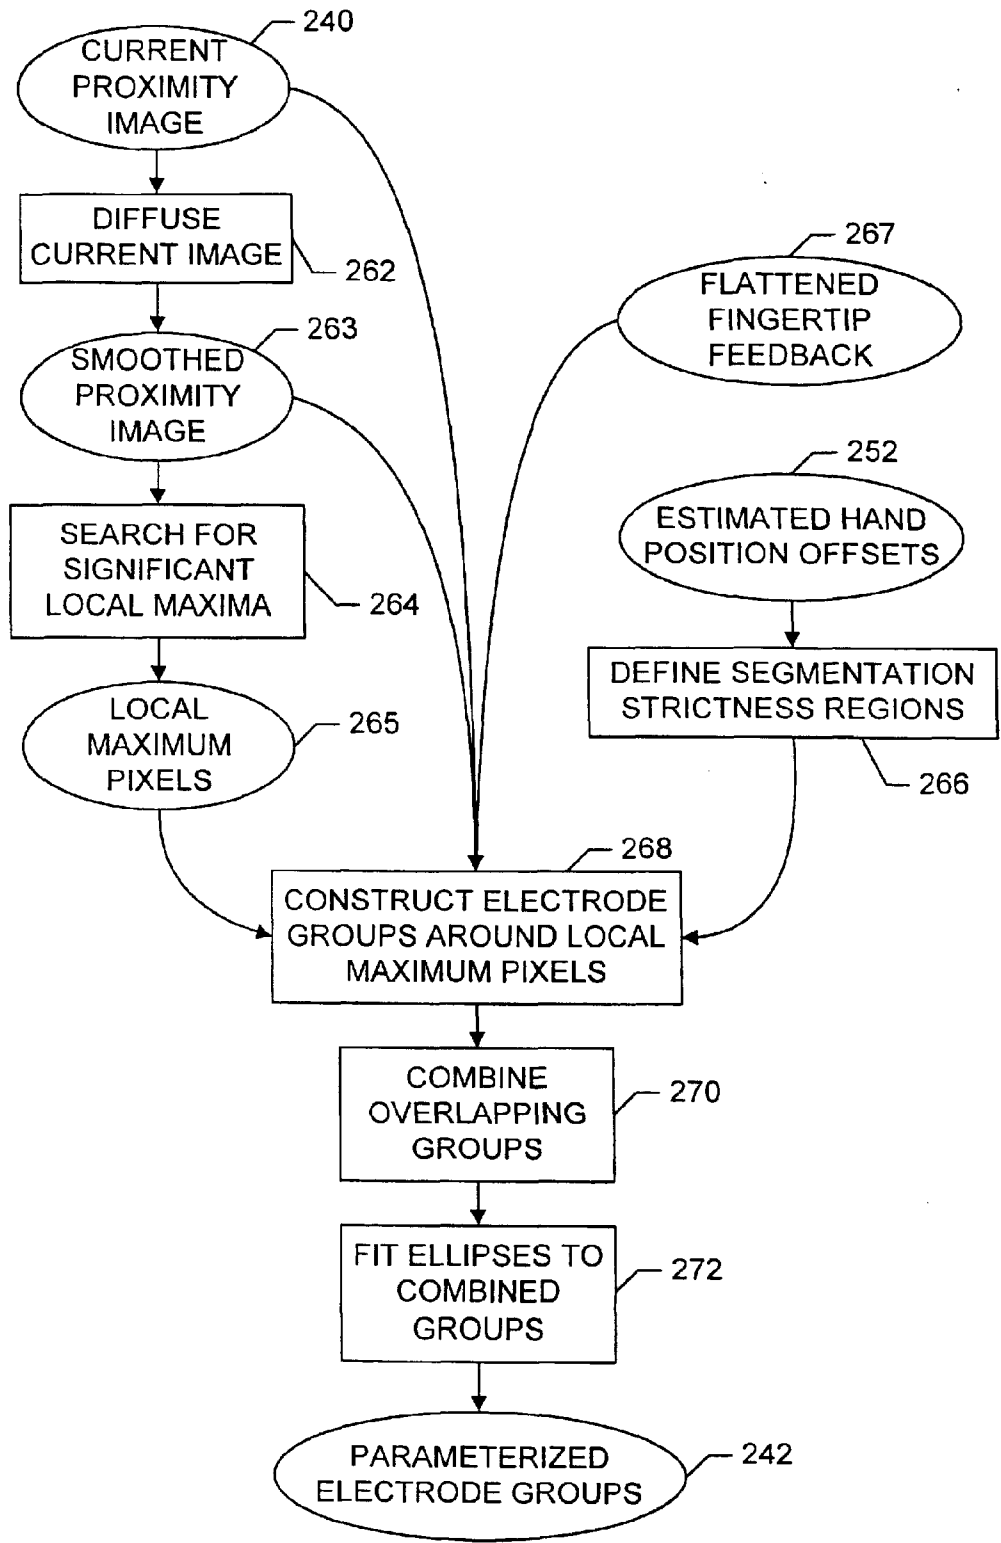 240
CURRENT
PROXIMITY
IMAGE
DIFFUSE
CURRENT IMAGE
262
267
FLATTENED
FINGERTIP
FEEDBACK
263
SMOOTHED
PROXIMITY
IMAGE
252
ESTIMATED HAND
POSITION OFFSETS
SEARCH FOR
SIGNIFICANT
LOCAL MAXIMA
264
DEFINE SEGMENTATION
STRICTNESS REGIONS
266
LOCAL
MAXIMUM
PIXELS
265
268
CONSTRUCT ELECTRODE
GROUPS AROUND LOCAL
MAXIMUM PIXELS
COMBINE
OVERLAPPING
GROUPS
270
FIT ELLIPSES TO
COMBINED
GROUPS
272
PARAMETERIZED
ELECTRODE GROUPS
242